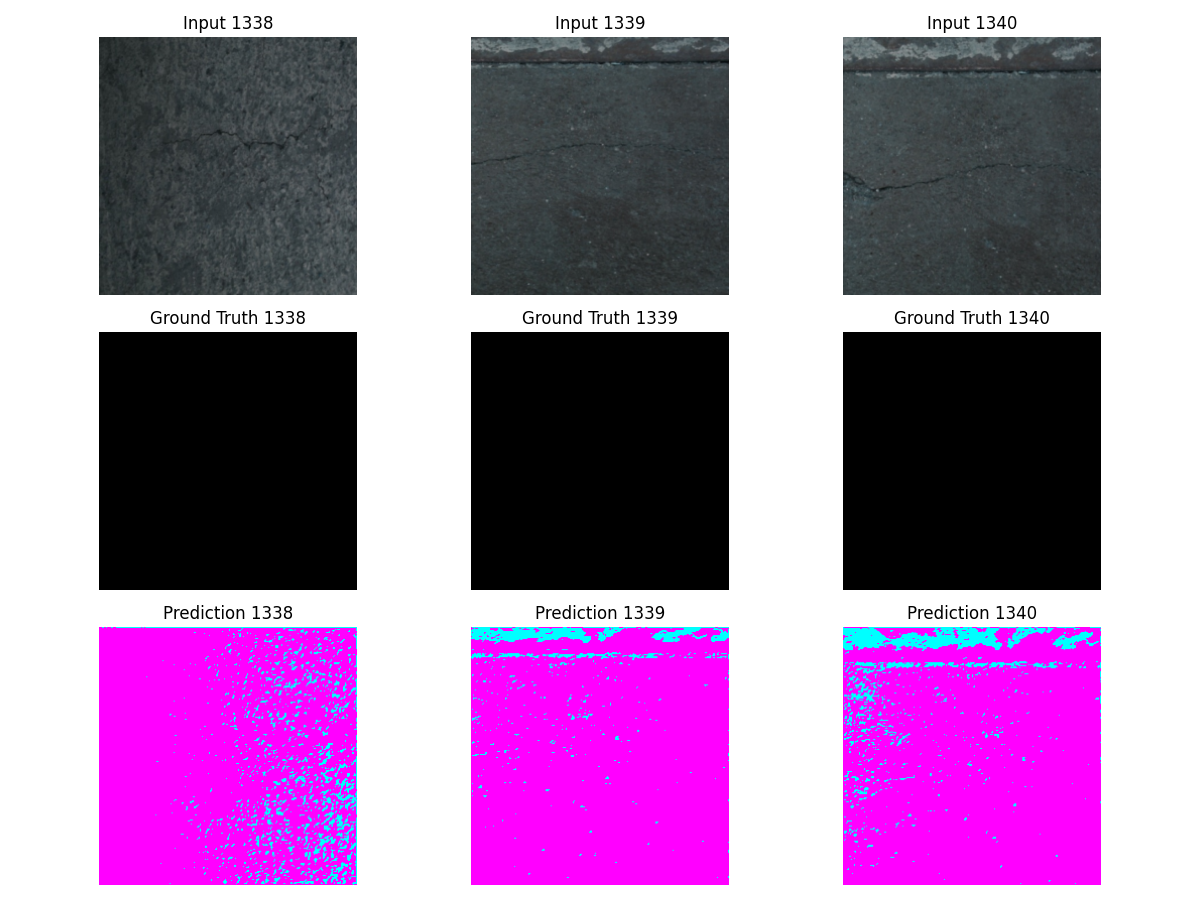 Input 1338
Input 1339
Input 1340
Ground Truth 1338
Ground Truth 1339
Ground Truth 1340
Prediction 1338
Prediction 1339
Prediction 1340